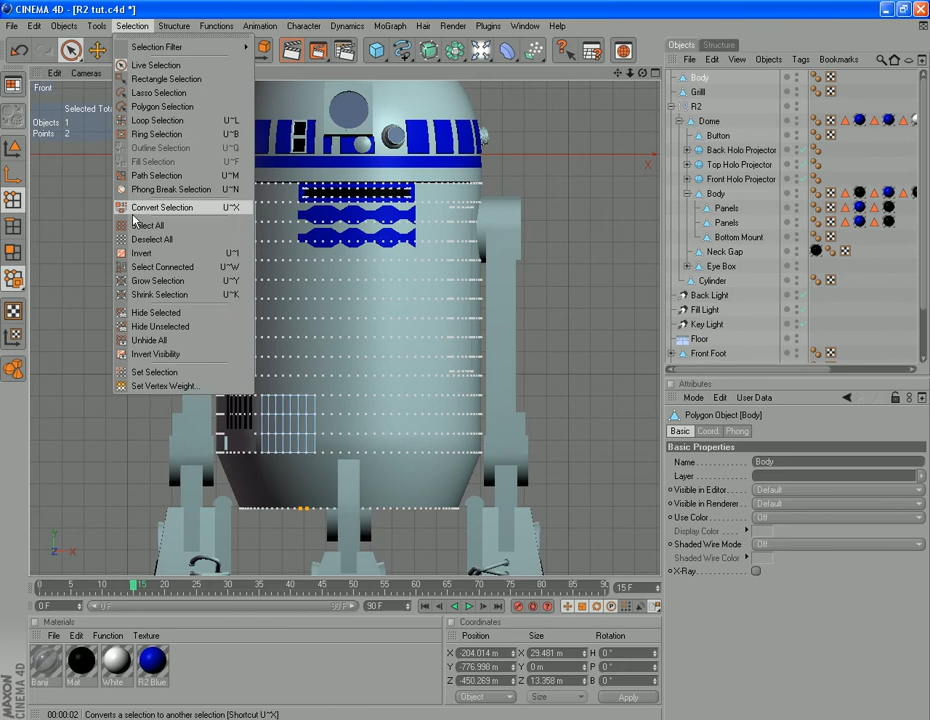 CINEMA 4D - [R2 tut.c4d *]
File Edit Objects Tools Selection Structure Functions Animation Character Dynamics MoGraph Hair Render Plugins Window Help
Edit Cameras
Front
Selected Tota
Objects 1
Points 2
Selection Filter
Live Selection
Rectangle Selection
Lasso Selection
Polygon Selection
Loop Selection U~L
Ring Selection U~B
Outline Selection U~Q
Fill Selection U~F
Path Selection U~M
Phong Break Selection U~N
Convert Selection U~X
Select All
Deselect All
Invert U~I
Select Connected U~W
Grow Selection U~Y
Shrink Selection U~K
Hide Selected
Hide Unselected
Unhide All
Invert Visibility
Set Selection
Set Vertex Weight...
X
Y
Z X
Objects Structure
File Edit View Objects Tags Bookmarks
Body
Grilll
R2
Dome
Button
Back Holo Projector
Top Holo Projector
Front Holo Projector
Body
Panels
Panels
Bottom Mount
Neck Gap
Eye Box
Cylinder
Back Light
Fill Light
Key Light
Floor
Front Foot
Attributes
Mode Edit User Data
Polygon Object [Body]
Basic Coord. Phong
Basic Properties
Name Body
Layer
Visible in Editor Default
Visible in Renderer Default
Use Color Off
Display Color
Shaded Wire Mode Off
Shaded Wire Color
X-Ray
0 5 10 15 20 25 30 35 40 45 50 55 60 65 70 75 80 85 90
15 F
0 F 0 F 90 F 90 F
Materials
File Edit Function Texture
Banji Mat White R2 Blue
Coordinates
Position Size Rotation
X -204.014 m X 29.481 m H 0 °
Y -776.998 m Y 0 m P 0 °
Z -450.269 m Z 13.358 m B 0 °
Object Size Apply
MAXON CINEMA 4D
00:00:02 Converts a selection to another selection [Shortcut U~X]